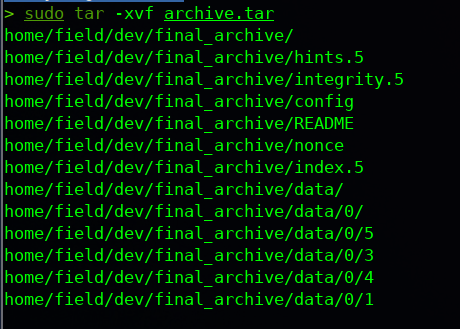 > sudo tar -xvf archive.tar
home/field/dev/final_archive/
home/field/dev/final_archive/hints.5
home/field/dev/final_archive/integrity.5
home/field/dev/final_archive/config
home/field/dev/final_archive/README
home/field/dev/final_archive/nonce
home/field/dev/final_archive/index.5
home/field/dev/final_archive/data/
home/field/dev/final_archive/data/0/
home/field/dev/final_archive/data/0/5
home/field/dev/final_archive/data/0/3
home/field/dev/final_archive/data/0/4
home/field/dev/final_archive/data/0/1